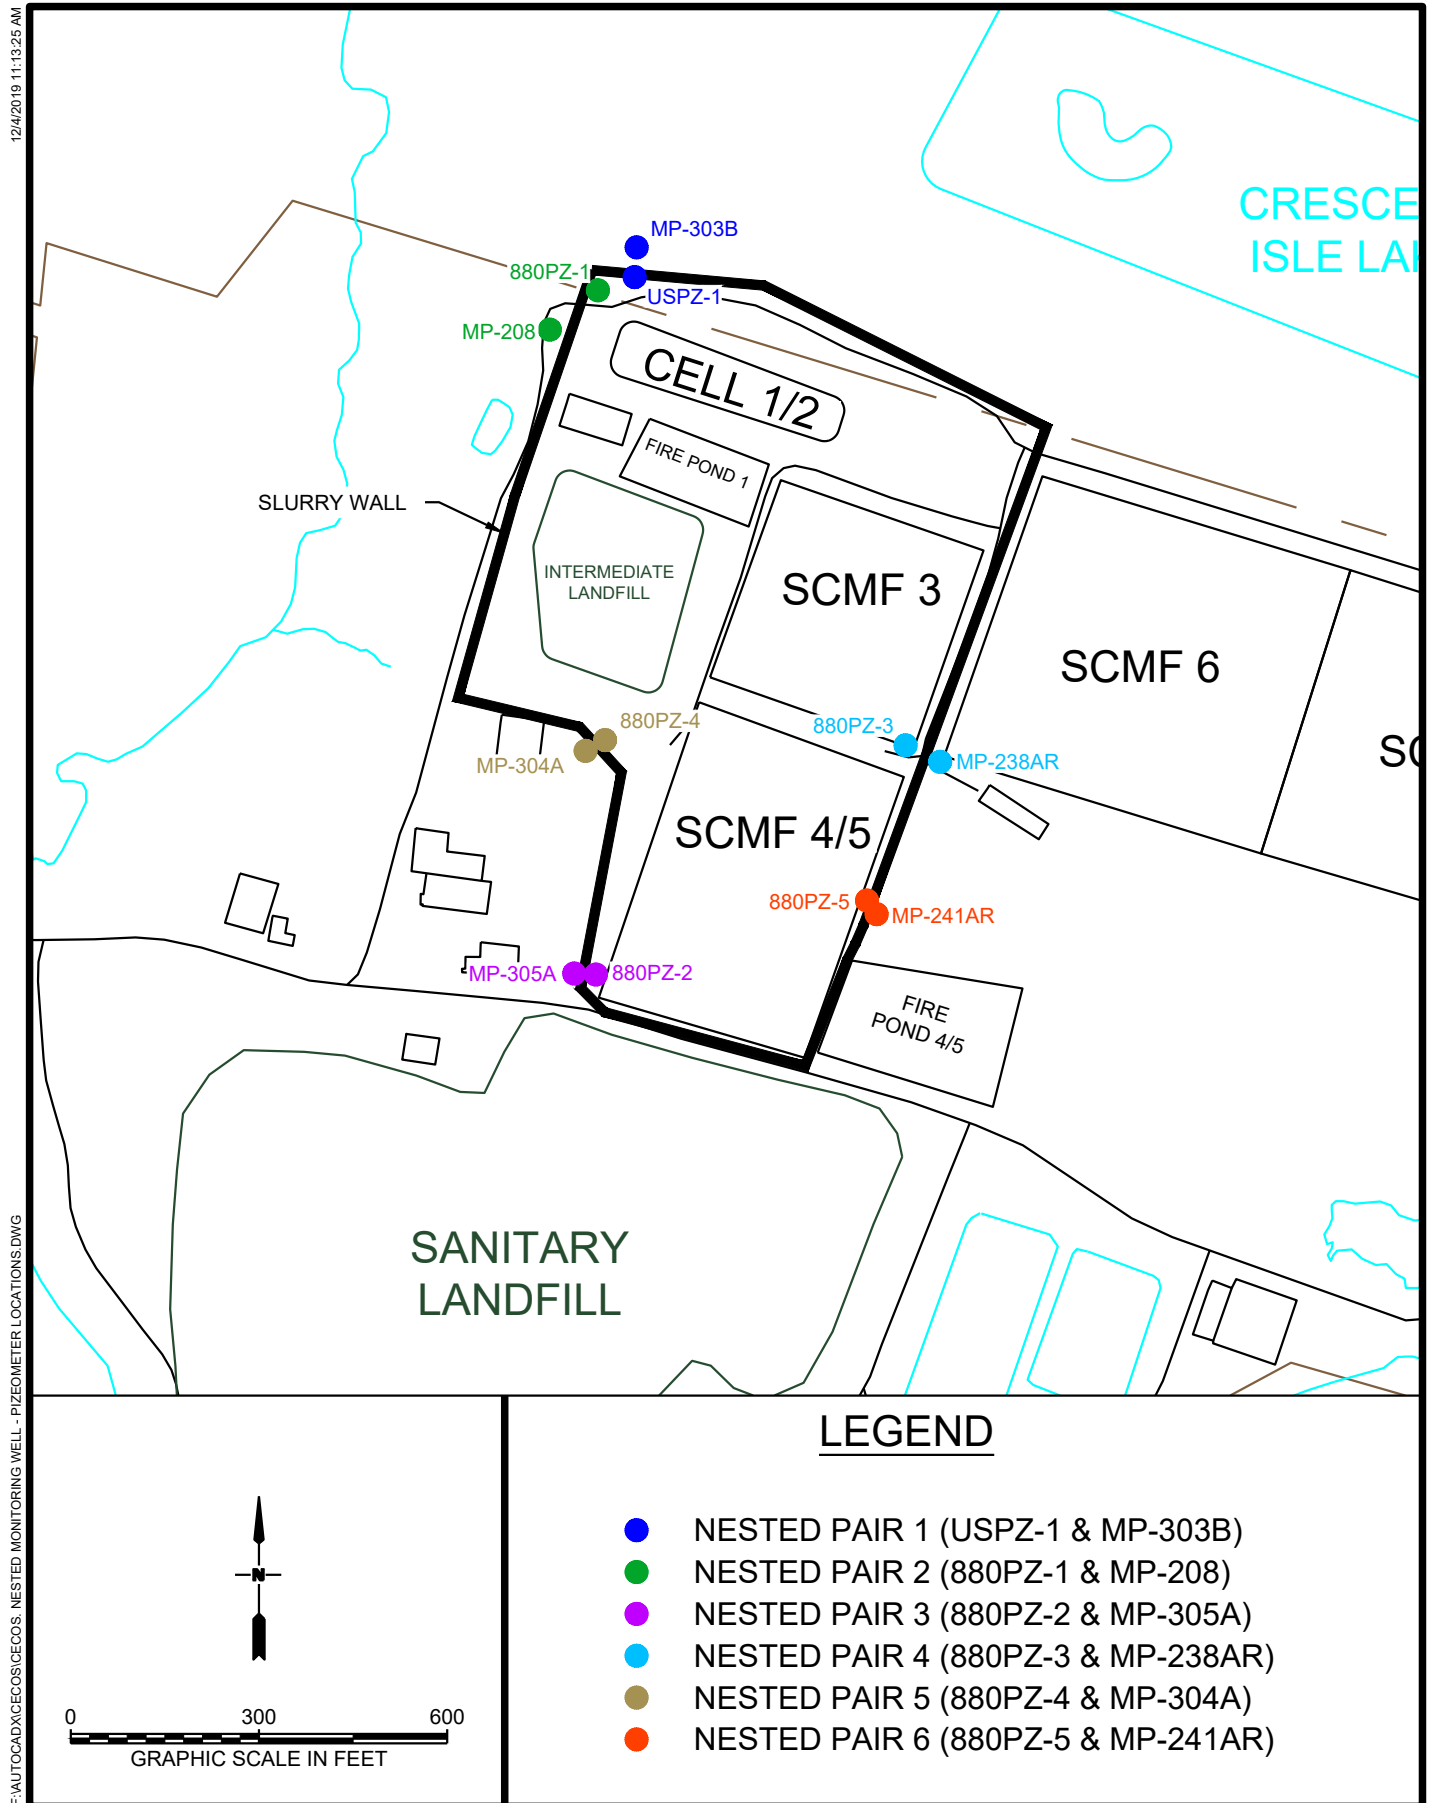 12/4/2019 11:13:25 AM
F:\AUTOCADX\CECOS\CECOS. NESTED MONITORING WELL - PIZEOMETER LOCATIONS.DWG
CRESCE
ISLE LA
MP-303B
880PZ-1
USPZ-1
MP-208
CELL 1/2
FIRE POND 1
SLURRY WALL
INTERMEDIATE
LANDFILL
SCMF 3
SCMF 6
880PZ-4
880PZ-3
SC
MP-304A
MP-238AR
SCMF 4/5
880PZ-5
MP-241AR
MP-305A
880PZ-2
FIRE
POND 4/5
SANITARY
LANDFILL
LEGEND
NESTED PAIR 1 (USPZ-1 & MP-303B)
NESTED PAIR 2 (880PZ-1 & MP-208)
NESTED PAIR 3 (880PZ-2 & MP-305A)
NESTED PAIR 4 (880PZ-3 & MP-238AR)
NESTED PAIR 5 (880PZ-4 & MP-304A)
NESTED PAIR 6 (880PZ-5 & MP-241AR)
N
0 300 600
GRAPHIC SCALE IN FEET